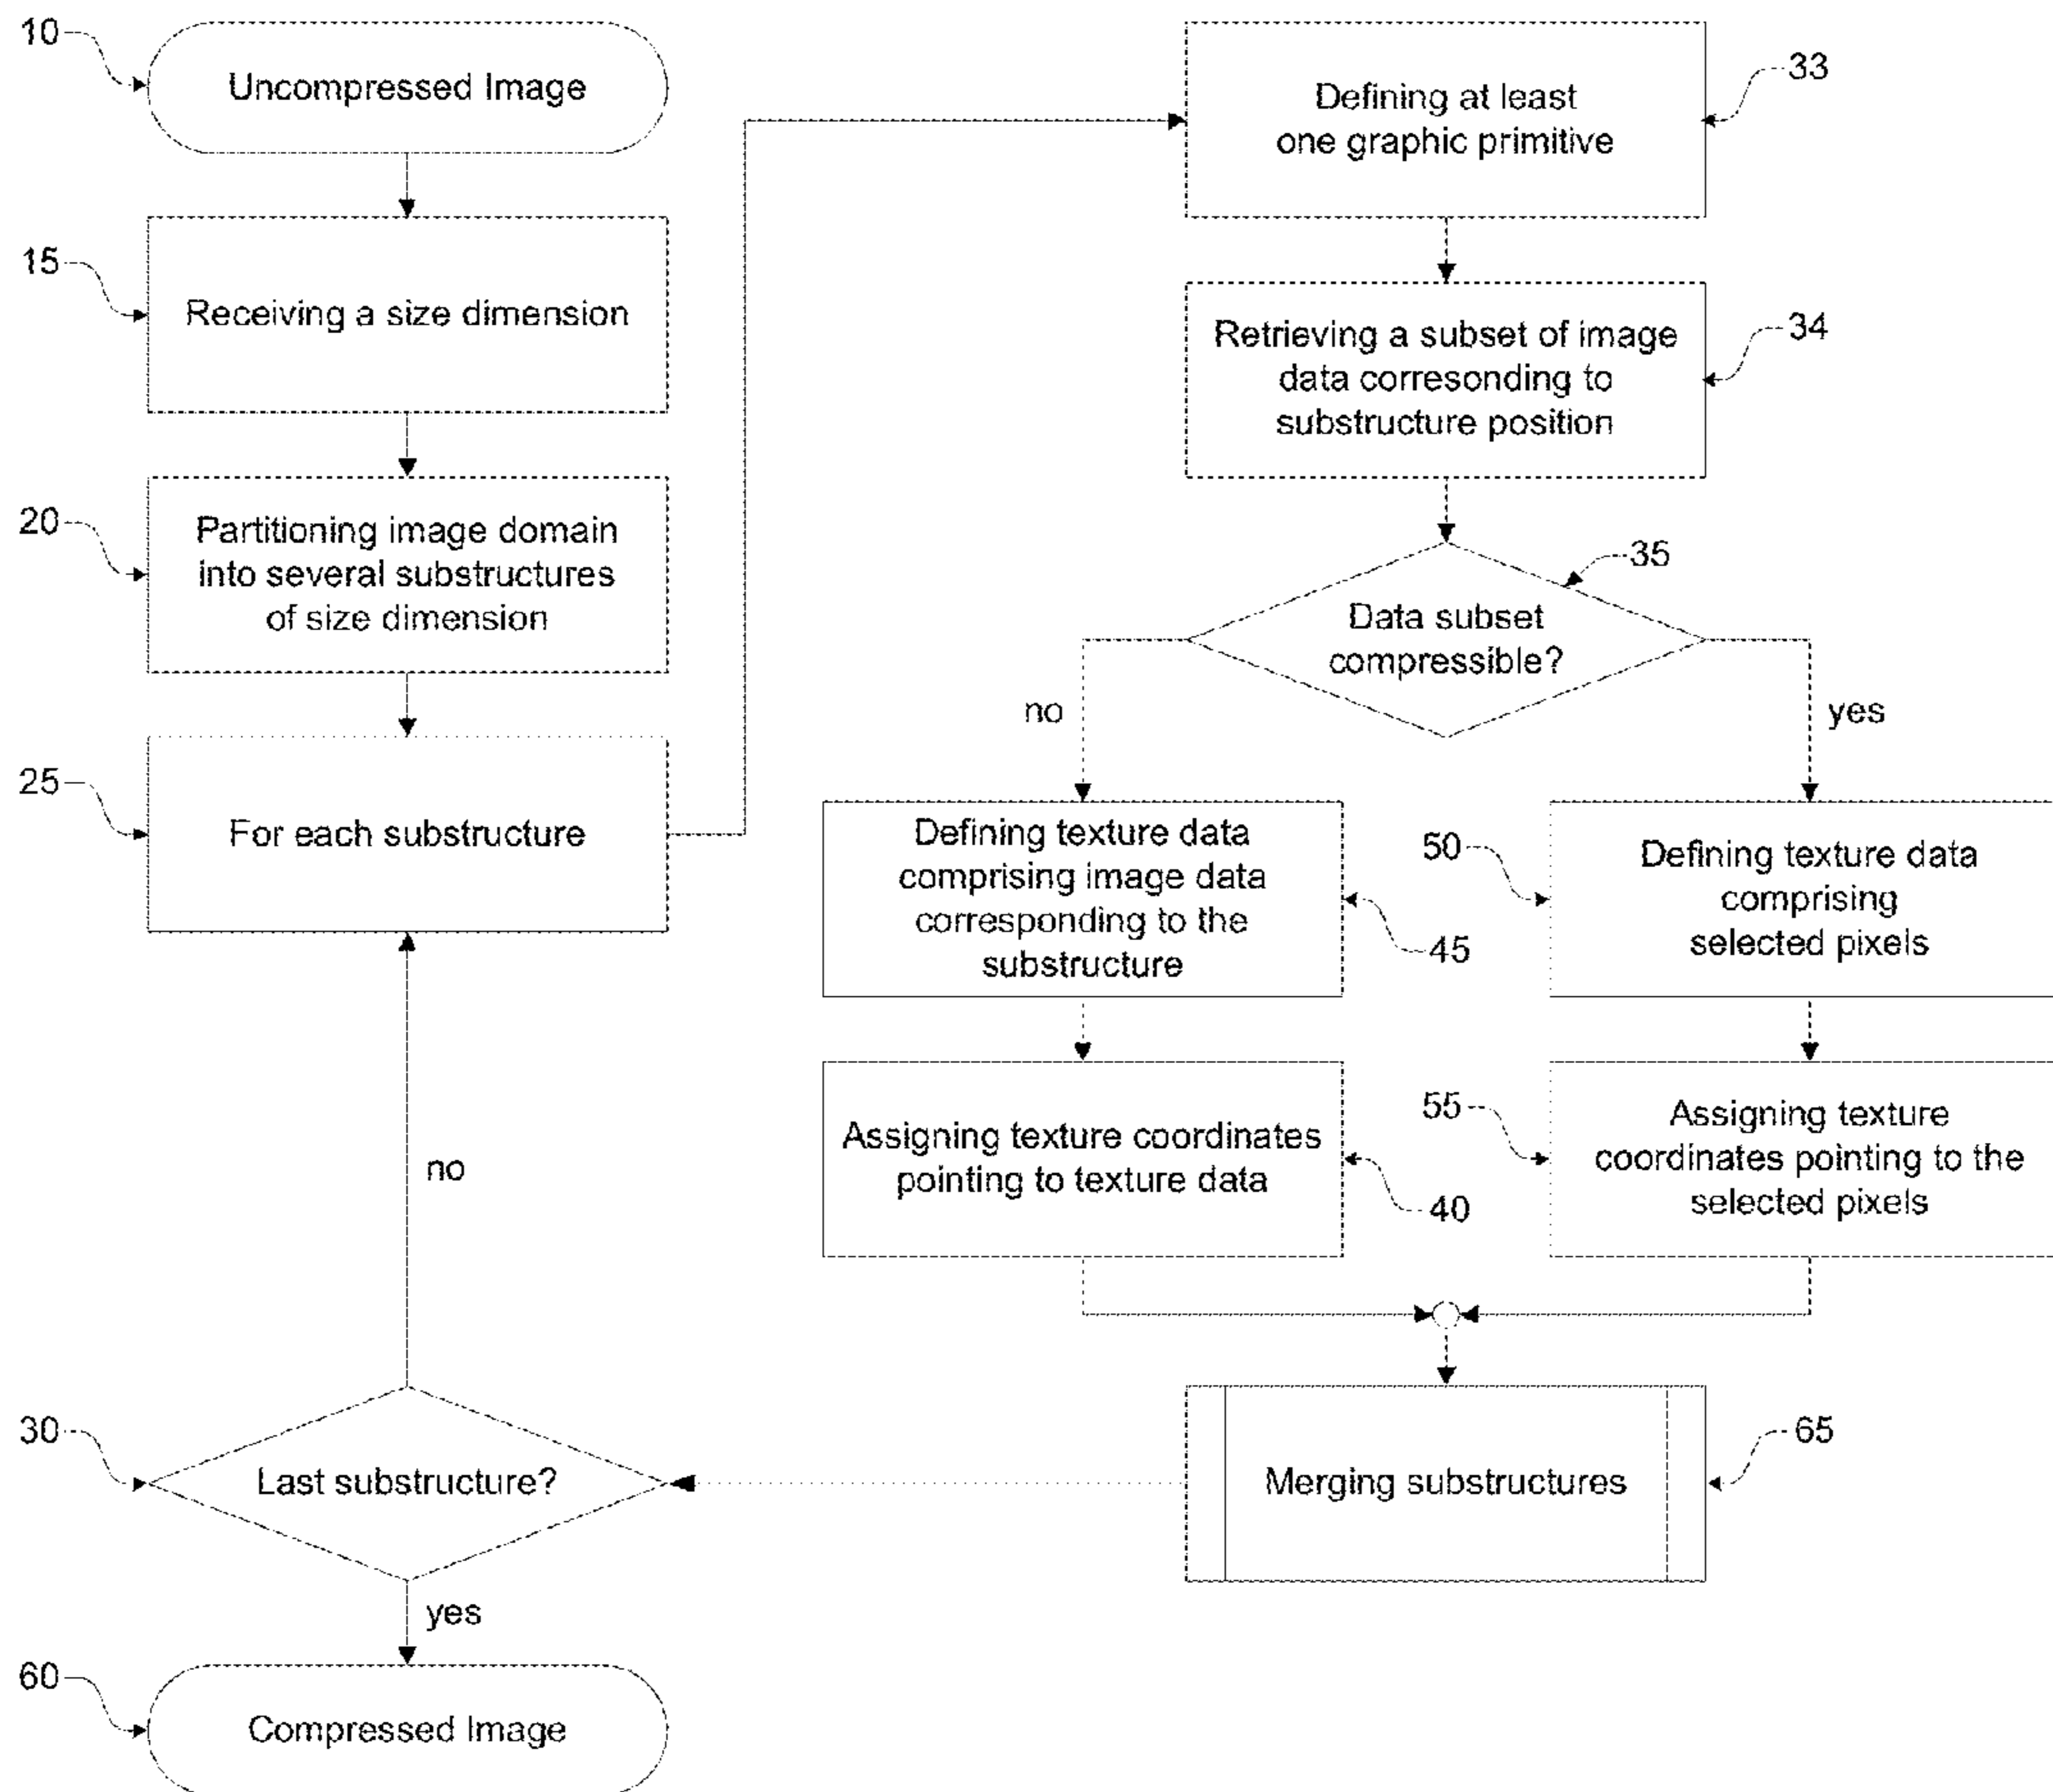 10
Uncompressed Image
15
Receiving a size dimension
20
Partitioning image domain
into several substructures
of size dimension
25
For each substructure
no
30
Last substructure?
yes
60
Compressed Image
33
Defining at least
one graphic primitive
34
Retrieving a subset of image
data corresonding to
substructure position
35
Data subset
compressible?
no
yes
Defining texture data
comprising image data
corresponding to the
substructure
45
50
Defining texture data
comprising
selected pixels
Assigning texture coordinates
pointing to texture data
40
55
Assigning texture
coordinates pointing to the
selected pixels
65
Merging substructures